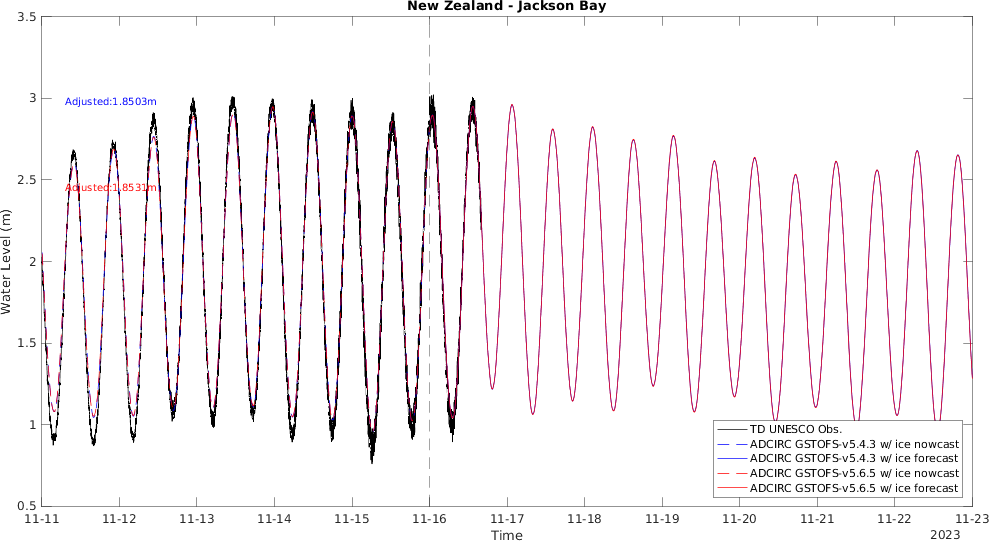 New Zealand - Jackson Bay
3.5
3
2.5
2
1.5
1
0.5
Water Level (m)
Adjusted:1.8503m
Adjusted:1.8531m
TD UNESCO Obs.
ADCIRC GSTOFS-v5.4.3 w/ ice nowcast
ADCIRC GSTOFS-v5.4.3 w/ ice forecast
ADCIRC GSTOFS-v5.6.5 w/ ice nowcast
ADCIRC GSTOFS-v5.6.5 w/ ice forecast
11-11 11-12 11-13 11-14 11-15 11-16 11-17 11-18 11-19 11-20 11-21 11-22 11-23
Time
2023